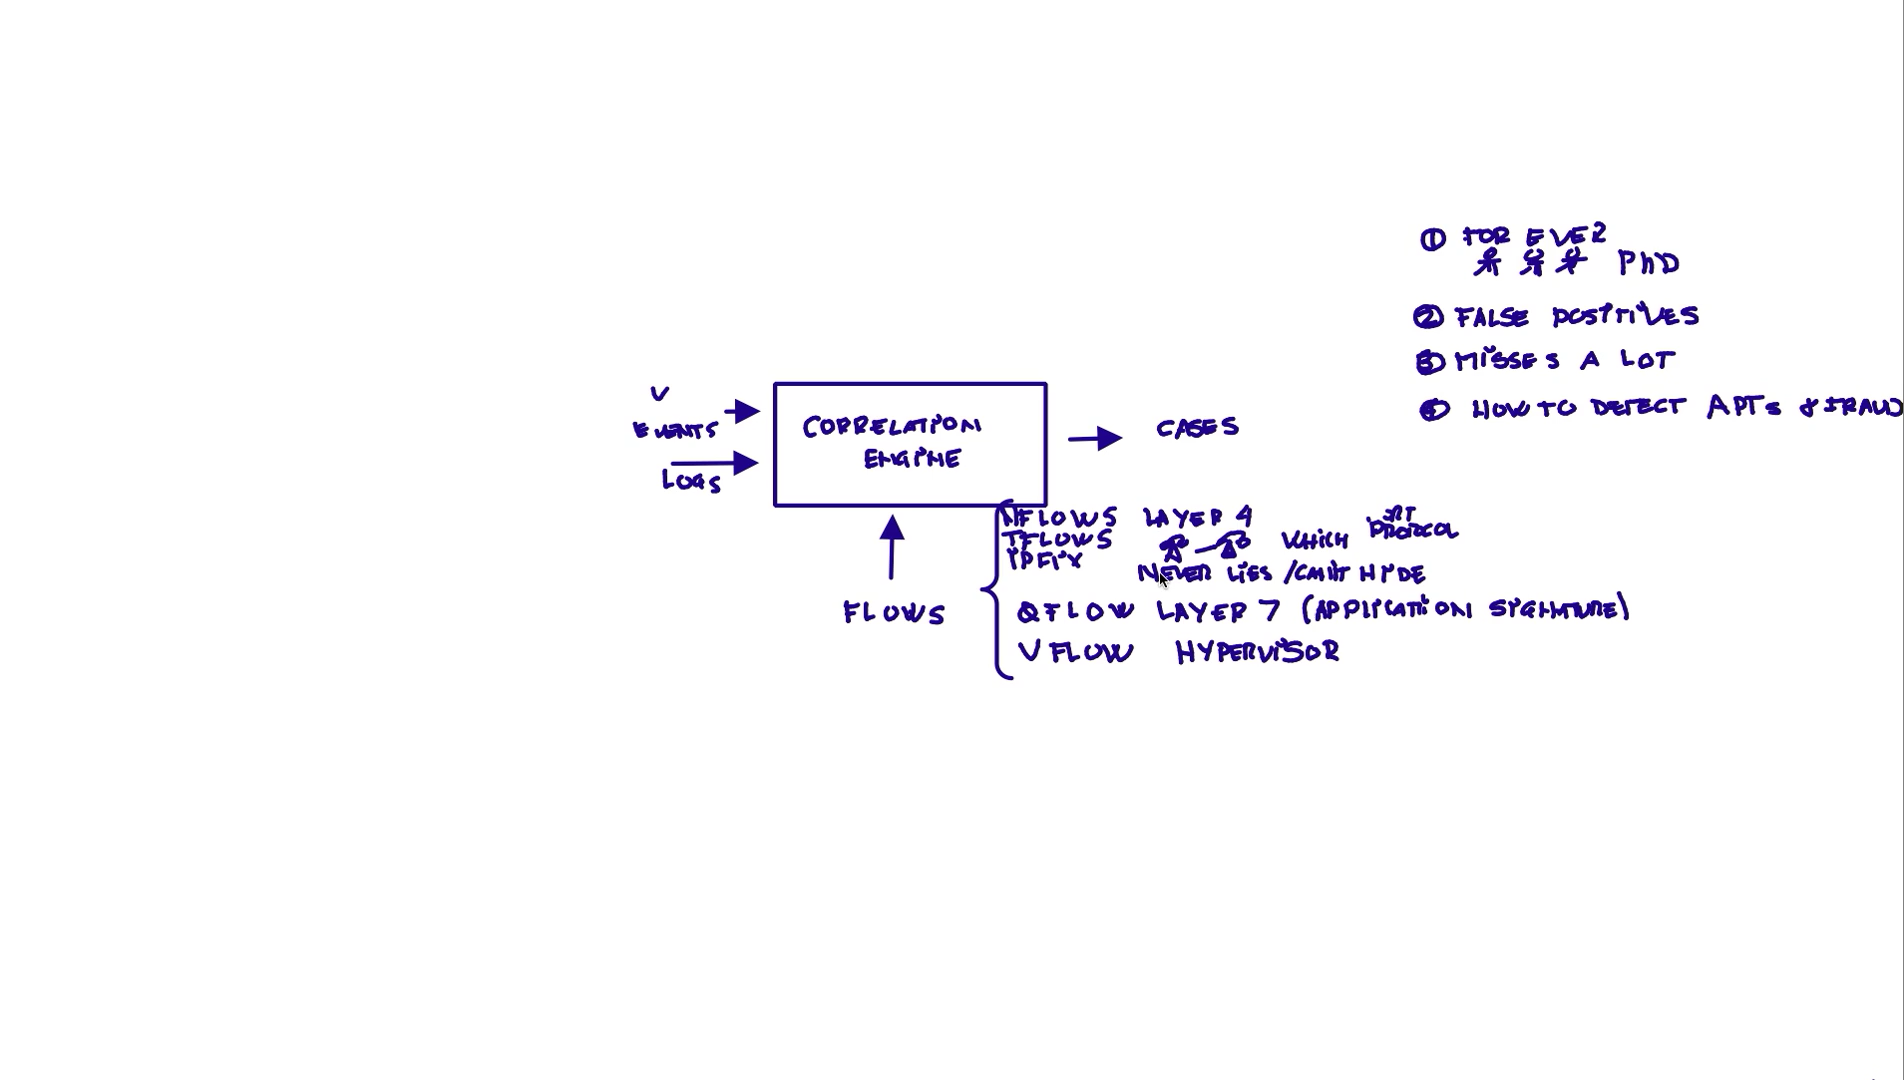 ① FOR EVER
PhD
② FALSE POSITIVES
③ MISSES A LOT
④ HOW TO DETECT APTs & FRAUD
V
EVENTS
LOGS
CORRELATION
ENGINE
CASES
FLOWS
NFLOWS LAYER 4
JFLOWS
IPFIX
WHICH
PROTOCOL
NEVER LIES / CAN'T HIDE
QFLOW LAYER 7 (APPLICATION SIGNATURE)
VFLOW HYPERVISOR